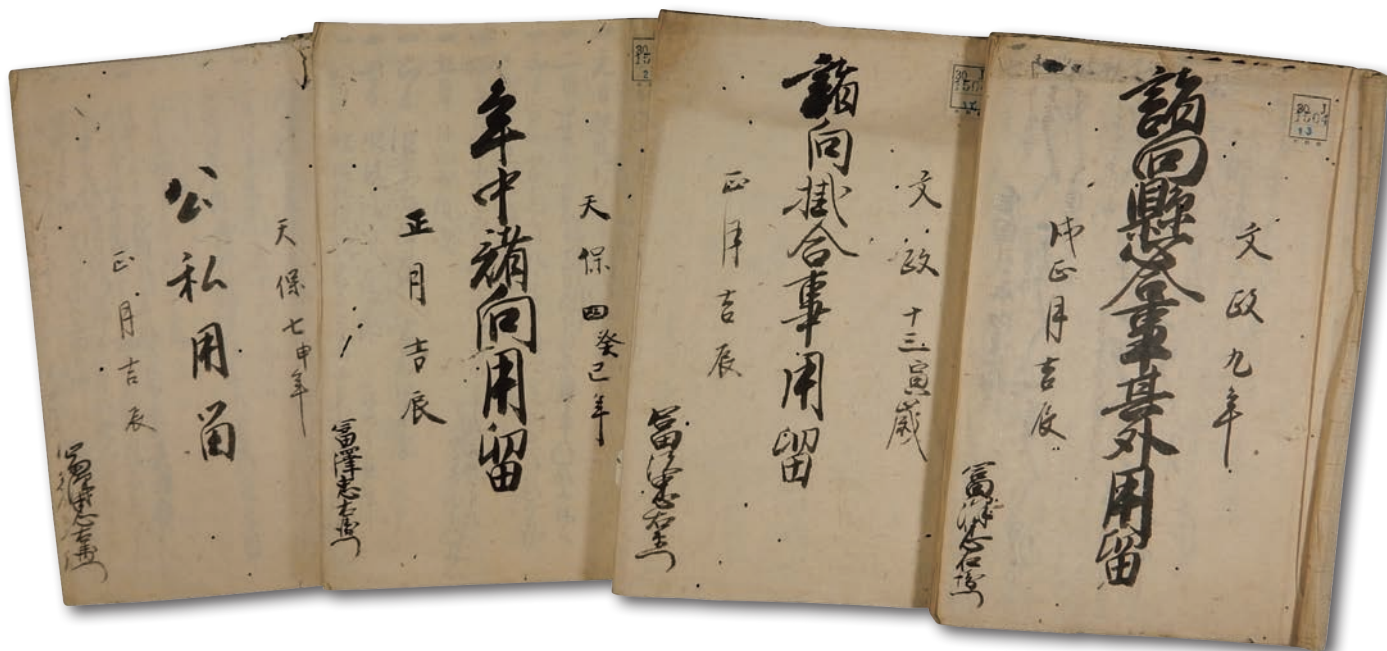 文政九年
諸向懸合事其外用留
戌正月吉辰
冨澤忠右衛門
文政十三寅歳
諸向掛合事用留
正月吉辰
冨澤忠右衛門
天保四癸巳年
年中諸向用留
正月吉辰
冨澤忠右衛門
天保七申年
公私用留
正月吉辰
冨澤忠右衛門